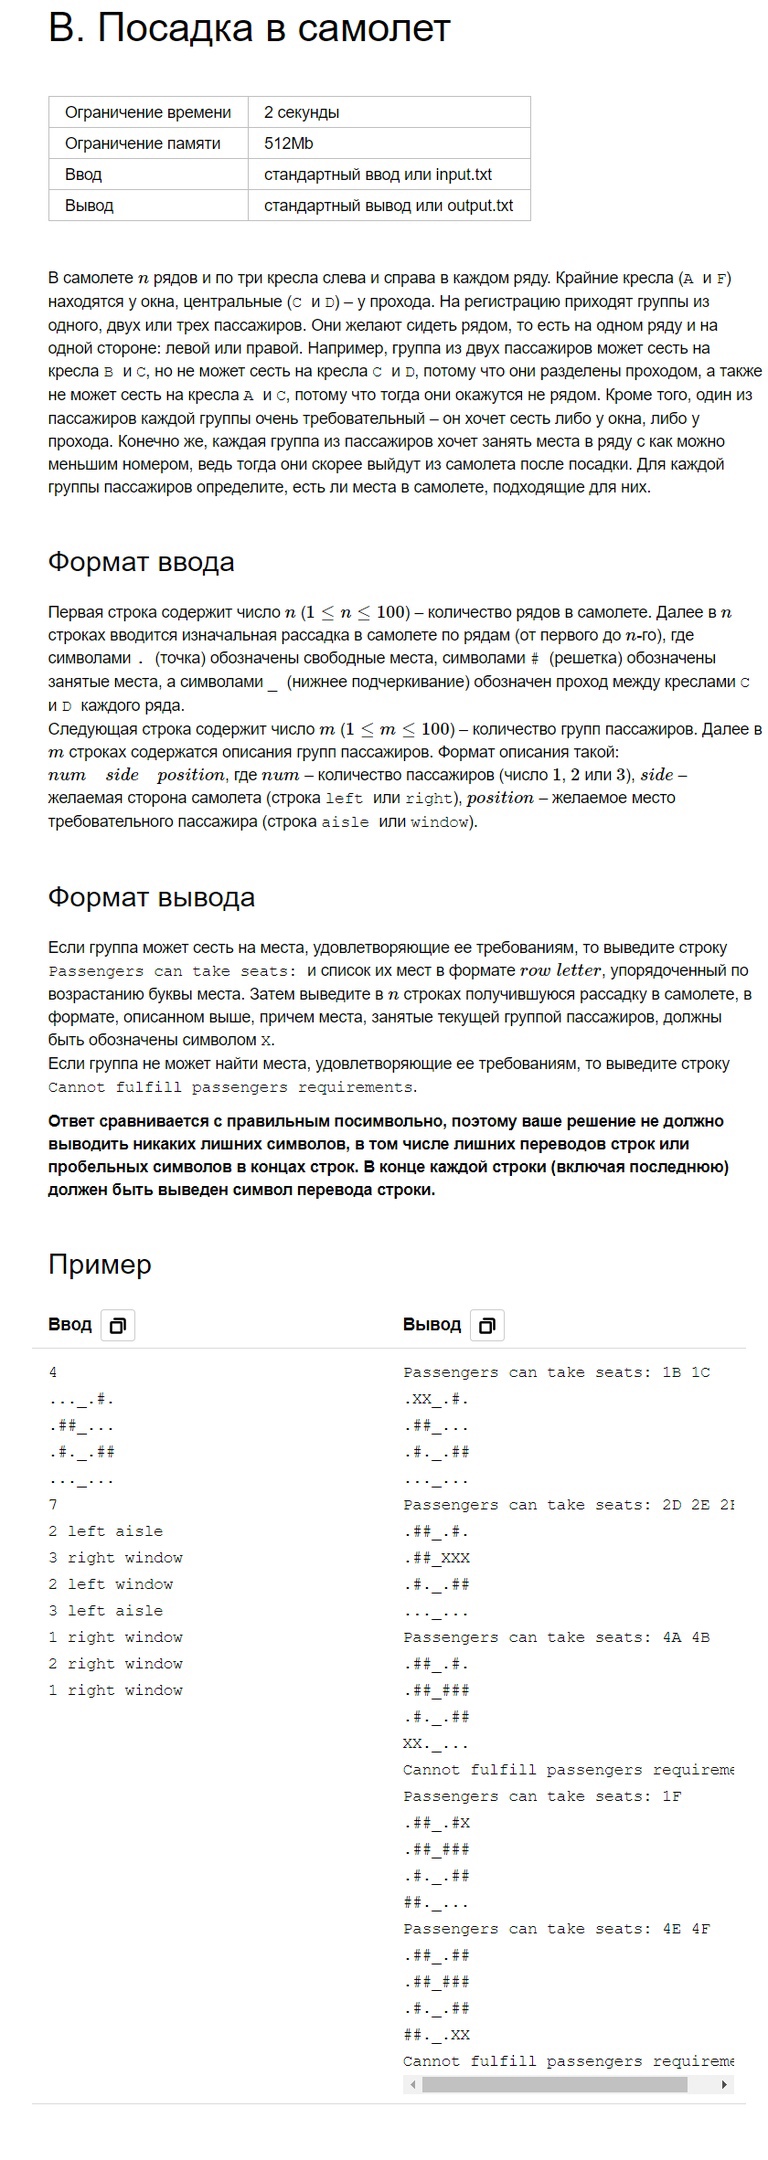 В. Посадка в самолет
Ограничение времени 2 секунды
Ограничение памяти 512Mb
Ввод стандартный ввод или input.txt
Вывод стандартный вывод или output.txt
В самолете n рядов и по три кресла слева и справа в каждом ряду. Крайние кресла (A и F)
находятся у окна, центральные (C и D) – у прохода. На регистрацию приходят группы из
одного, двух или трех пассажиров. Они желают сидеть рядом, то есть на одном ряду и на
одной стороне: левой или правой. Например, группа из двух пассажиров может сесть на
кресла B и C, но не может сесть на кресла C и D, потому что они разделены проходом, а также
не может сесть на кресла A и C, потому что тогда они окажутся не рядом. Кроме того, один из
пассажиров каждой группы очень требовательный – он хочет сесть либо у окна, либо у
прохода. Конечно же, каждая группа из пассажиров хочет занять места в ряду с как можно
меньшим номером, ведь тогда они скорее выйдут из самолета после посадки. Для каждой
группы пассажиров определите, есть ли места в самолете, подходящие для них.
Формат ввода
Первая строка содержит число n (1 ≤ n ≤ 100) – количество рядов в самолете. Далее в n
строках вводится изначальная рассадка в самолете по рядам (от первого до n-го), где
символами . (точка) обозначены свободные места, символами # (решетка) обозначены
занятые места, а символами _ (нижнее подчеркивание) обозначен проход между креслами C
и D каждого ряда.
Следующая строка содержит число m (1 ≤ m ≤ 100) – количество групп пассажиров. Далее в
m строках содержатся описания групп пассажиров. Формат описания такой:
num side position, где num – количество пассажиров (число 1, 2 или 3), side –
желаемая сторона самолета (строка left или right), position – желаемое место
требовательного пассажира (строка aisle или window).
Формат вывода
Если группа может сесть на места, удовлетворяющие ее требованиям, то выведите строку
Passengers can take seats: и список их мест в формате row letter, упорядоченный по
возрастанию буквы места. Затем выведите в n строках получившуюся рассадку в самолете, в
формате, описанном выше, причем места, занятые текущей группой пассажиров, должны
быть обозначены символом X.
Если группа не может найти места, удовлетворяющие ее требованиям, то выведите строку
Cannot fulfill passengers requirements.
Ответ сравнивается с правильным посимвольно, поэтому ваше решение не должно
выводить никаких лишних символов, в том числе лишних переводов строк или
пробельных символов в концах строк. В конце каждой строки (включая последнюю)
должен быть выведен символ перевода строки.
Пример
Ввод
4
..._.#.
.##_...
.#._.##
..._...
7
2 left aisle
3 right window
2 left window
3 left aisle
1 right window
2 right window
1 right window
Вывод
Passengers can take seats: 1B 1C
.XX_.#.
.##_...
.#._.##
..._...
Passengers can take seats: 2D 2E
.##_.#.
.##_XXX
.#._.##
..._...
Passengers can take seats: 4A 4B
.##_.#.
.##_###
.#._.##
XX._...
Cannot fulfill passengers
Passengers can take seats: 1F
.##_.#X
.##_###
.#._.##
##._...
Passengers can take seats: 4E 4F
.##_.##
.##_###
.#._.##
##._.XX
Cannot fulfill passengers